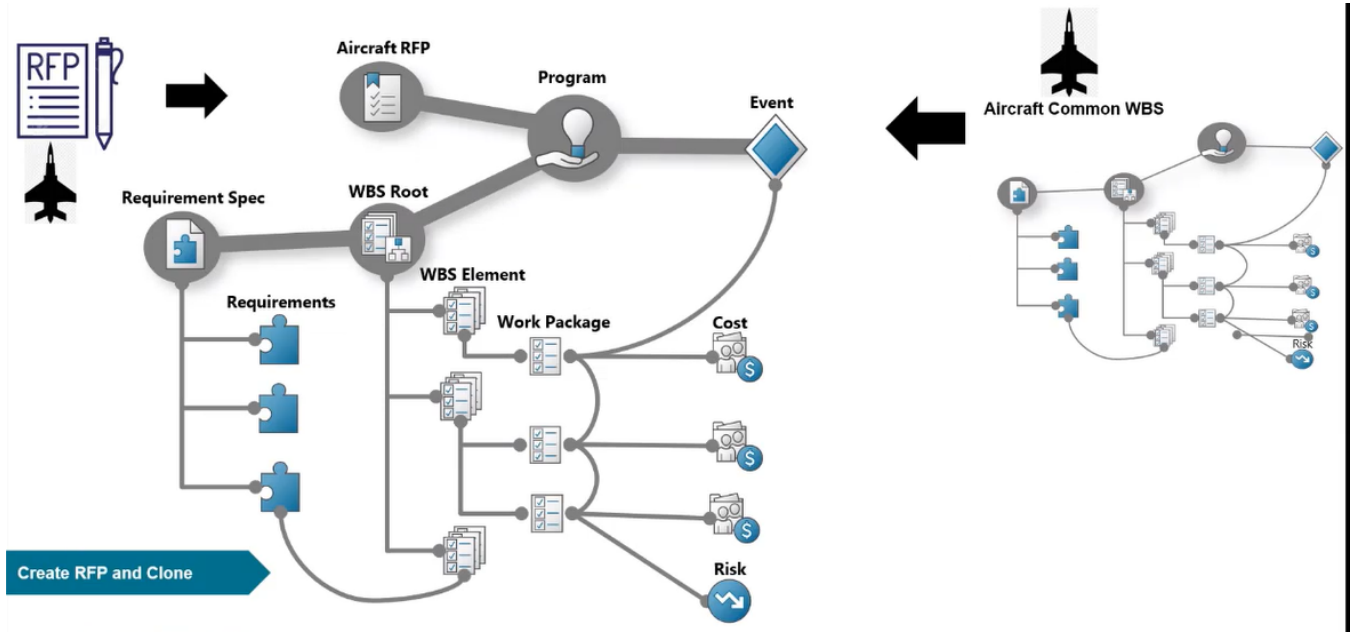 RFP
Aircraft RFP
Program
Event
Aircraft Common WBS
Requirement Spec
WBS Root
WBS Element
Requirements
Work Package
Cost
$
$
$
Risk
$
$
$
Risk
Create RFP and Clone